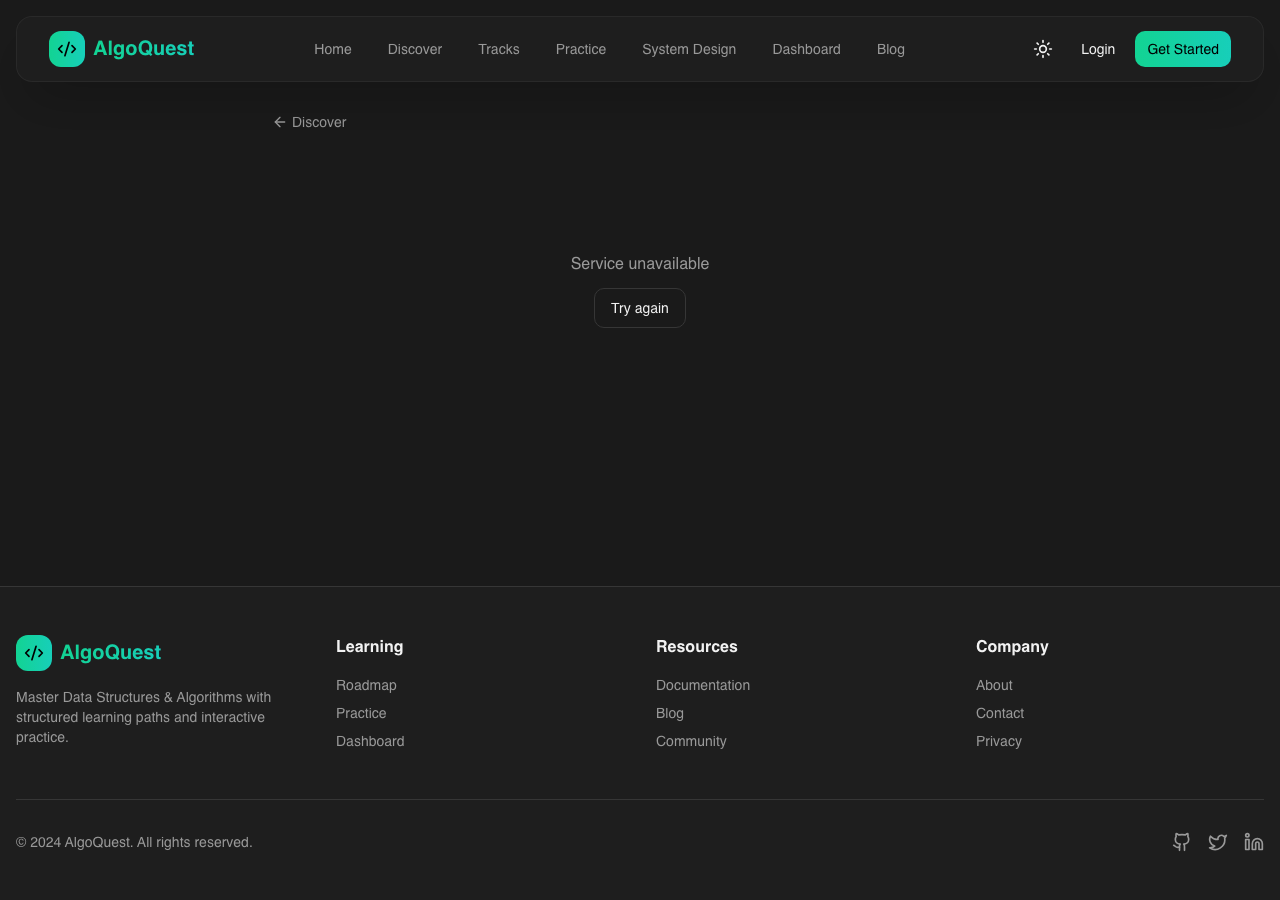 AlgoQuest
Home
Discover
Tracks
Practice
System Design
Dashboard
Blog
Login
Get Started
Discover
Service unavailable
Try again
AlgoQuest
Master Data Structures & Algorithms with
structured learning paths and interactive
practice.
Learning
Roadmap
Practice
Dashboard
Resources
Documentation
Blog
Community
Company
About
Contact
Privacy
© 2024 AlgoQuest. All rights reserved.